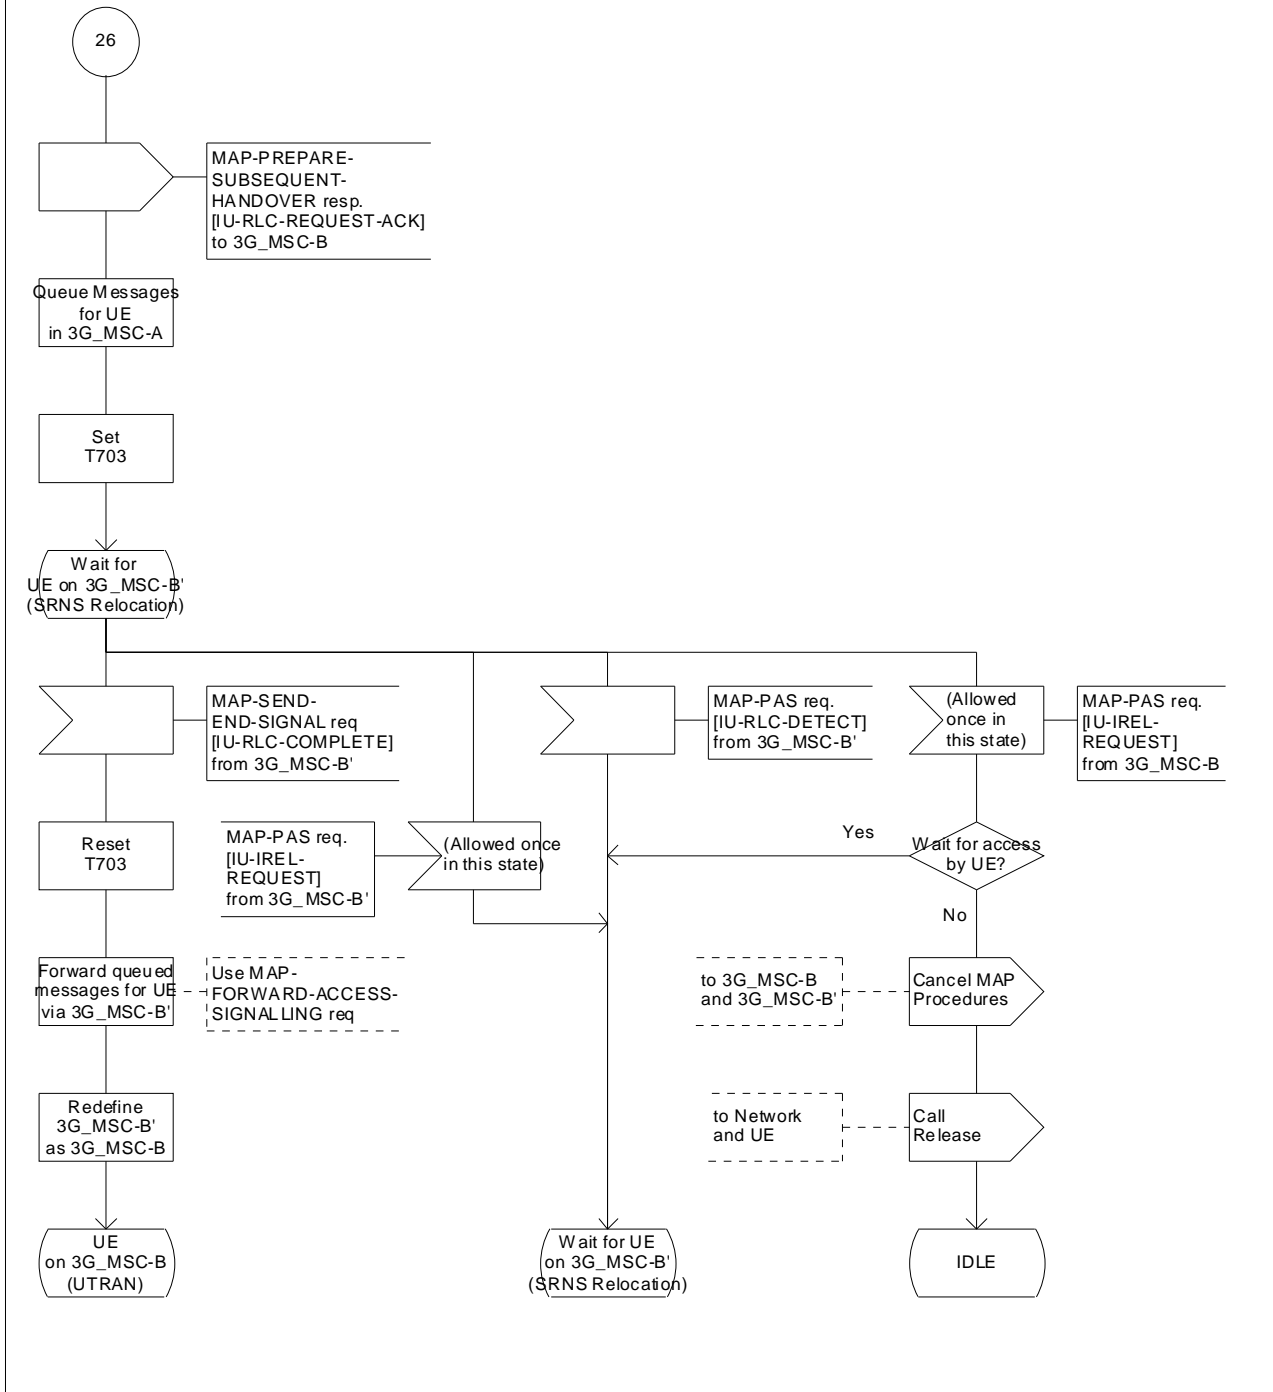 26
MAP-PREPARE-
SUBSEQUENT-
HANDOVER resp.
[IU-RLC-REQUEST-ACK]
to 3G_MSC-B
Queue Messages
for UE
in 3G_MSC-A
Set
T703
Wait for
UE on 3G_MSC-B'
(SRNS Relocation)
MAP-SEND-
END-SIGNAL req
[IU-RLC-COMPLETE]
from 3G_MSC-B'
MAP-PAS req.
[IU-RLC-DETECT]
from 3G_MSC-B'
(Allowed
once in
this state)
MAP-PAS req.
[IU-IREL-
REQUEST]
from 3G_MSC-B
Reset
T703
MAP-PAS req.
[IU-IREL-
REQUEST]
from 3G_MSC-B'
(Allowed once
in this state)
Yes
Wait for access
by UE?
No
Forward queued
messages for UE
via 3G_MSC-B'
Use MAP-
FORWARD-ACCESS-
SIGNALLING req
to 3G_MSC-B
and 3G_MSC-B'
Cancel MAP
Procedures
Redefine
3G_MSC-B'
as 3G_MSC-B
to Network
and UE
Call
Release
UE
on 3G_MSC-B
(UTRAN)
Wait for UE
on 3G_MSC-B'
(SRNS Relocation)
IDLE